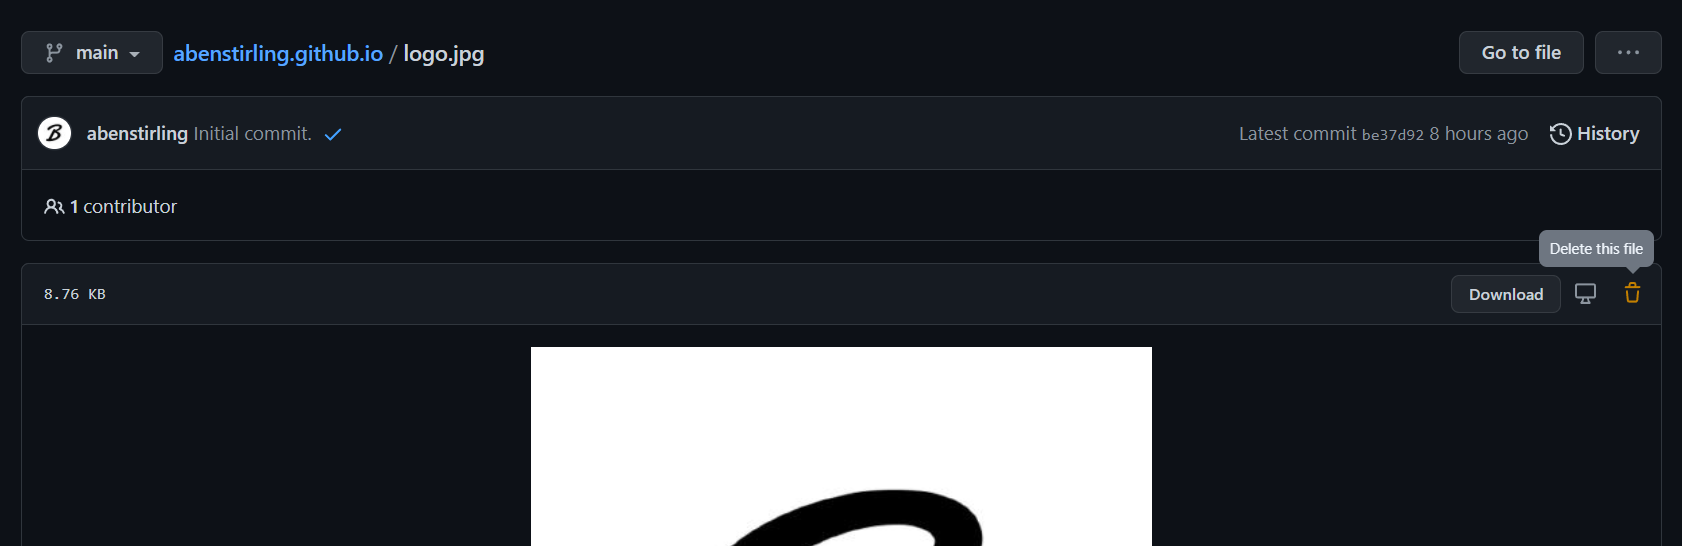 main
abenstirling.github.io / logo.jpg
Go to file
abenstirling Initial commit.
Latest commit be37d92 8 hours ago
History
1 contributor
Delete this file
8.76 KB
Download